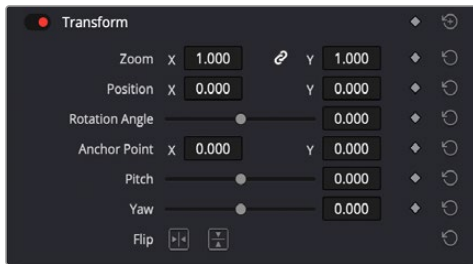 Transform
Zoom X 1.000 Y 1.000
Position X 0.000 Y 0.000
Rotation Angle 0.000
Anchor Point X 0.000 Y 0.000
Pitch 0.000
Yaw 0.000
Flip